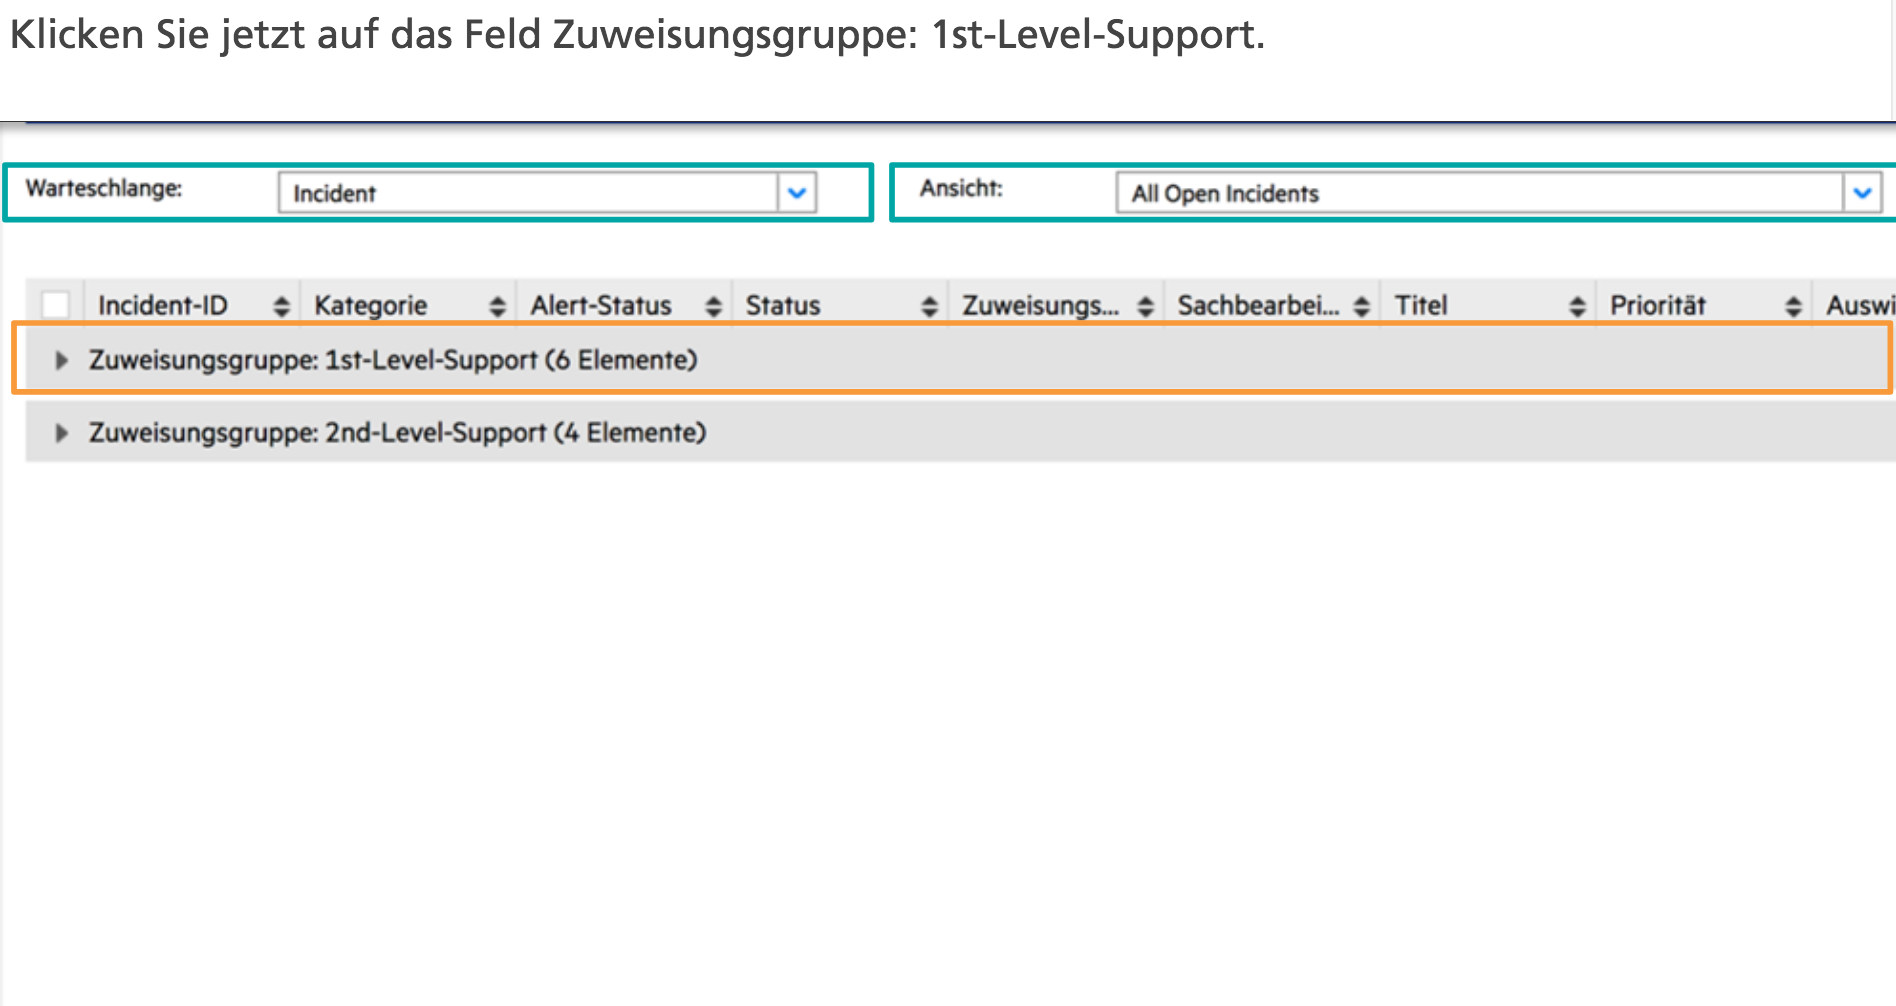 Klicken Sie jetzt auf das Feld Zuweisungsgruppe: 1st-Level-Support.
Warteschlange: Incident Ansicht: All Open Incidents
Incident-ID Kategorie Alert-Status Status Zuweisungs... Sachbearbei... Titel Priorität Auswi
Zuweisungsgruppe: 1st-Level-Support (6 Elemente)
Zuweisungsgruppe: 2nd-Level-Support (4 Elemente)